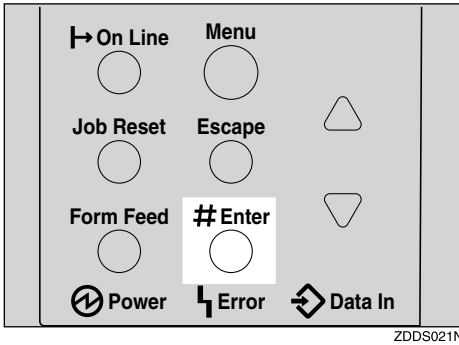 On Line Menu
Job Reset Escape
Form Feed # Enter
Power Error Data In
ZDDS021N